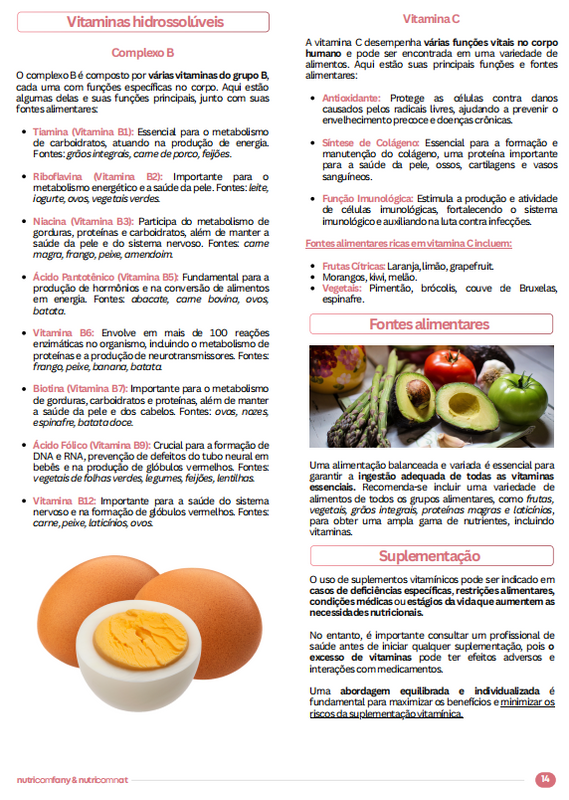 Vitaminas hidrossolúveis
Complexo B
O complexo B é composto por várias vitaminas do grupo B,
cada uma com funções específicas no corpo. Aqui estão
algumas delas e suas funções principais, junto com suas
fontes alimentares:
• Tiamina (Vitamina B1): Essencial para o metabolismo
de carboidratos, atuando na produção de energia.
Fontes: grãos integrais, carne de porco, feijões.
• Riboflavina (Vitamina B2): Importante para o
metabolismo energético e a saúde da pele. Fontes: leite,
iogurte, ovos, vegetais verdes.
• Niacina (Vitamina B3): Participa do metabolismo de
gorduras, proteínas e carboidratos, além de manter a
saúde da pele e do sistema nervoso. Fontes: carne
magra, frango, peixe, amendoim.
• Ácido Pantotênico (Vitamina B5): Fundamental para a
produção de hormônios e na conversão de alimentos
em energia. Fontes: abacate, carne bovina, ovos,
batata.
• Vitamina B6: Envolve em mais de 100 reações
enzimáticas no organismo, incluindo o metabolismo de
proteínas e a produção de neurotransmissores. Fontes:
frango, peixe, banana, batata.
• Biotina (Vitamina B7): Importante para o metabolismo
de gorduras, carboidratos e proteínas, além de manter
a saúde da pele e dos cabelos. Fontes: ovos, nozes,
espinafre, batata doce.
• Ácido Fólico (Vitamina B9): Crucial para a formação de
DNA e RNA, prevenção de defeitos do tubo neural em
bebês e na produção de glóbulos vermelhos. Fontes:
vegetais de folhas verdes, legumes, feijões, lentilhas.
• Vitamina B12: Importante para a saúde do sistema
nervoso e na formação de glóbulos vermelhos. Fontes:
carne, peixe, laticínios, ovos.
Vitamina C
A vitamina C desempenha várias funções vitais no corpo
humano e pode ser encontrada em uma variedade de
alimentos. Aqui estão suas principais funções e fontes
alimentares:
• Antioxidante: Protege as células contra danos
causados pelos radicais livres, ajudando a prevenir o
envelhecimento precoce e doenças crônicas.
• Síntese de Colágeno: Essencial para a formação e
manutenção do colágeno, uma proteína importante
para a saúde da pele, ossos, cartilagens e vasos
sanguíneos.
• Função Imunológica: Estimula a produção e atividade
de células imunológicas, fortalecendo o sistema
imunológico e auxiliando na luta contra infecções.
Fontes alimentares ricas em vitamina C incluem:
• Frutas Cítricas: Laranja, limão, grapefruit.
• Morangos, kiwi, melão.
• Vegetais: Pimentão, brócolis, couve de Bruxelas,
espinafre.
Fontes alimentares
Uma alimentação balanceada e variada é essencial para
garantir a ingestão adequada de todas as vitaminas
essenciais. Recomenda-se incluir uma variedade de
alimentos de todos os grupos alimentares, como frutas,
vegetais, grãos integrais, proteínas magras e laticínios,
para obter uma ampla gama de nutrientes, incluindo
vitaminas.
Suplementação
O uso de suplementos vitamínicos pode ser indicado em
casos de deficiências específicas, restrições alimentares,
condições médicas ou estágios da vida que aumentem as
necessidades nutricionais.
No entanto, é importante consultar um profissional de
saúde antes de iniciar qualquer suplementação, pois o
excesso de vitaminas pode ter efeitos adversos e
interações com medicamentos.
Uma abordagem equilibrada e individualizada é
fundamental para maximizar os benefícios e minimizar os
riscos da suplementação vitamínica.
nutricomfany & nutricomnat
14